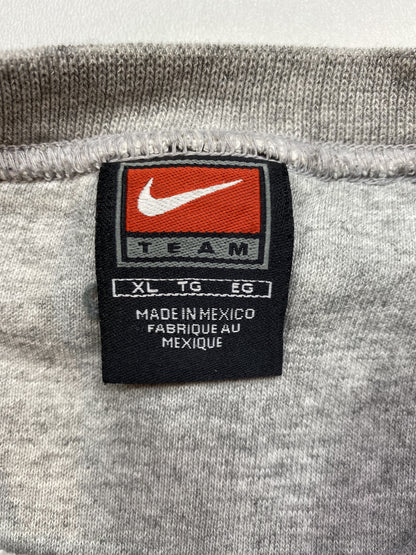 TEAM
XL TG EG
MADE IN MEXICO
FABRIQUE AU
MEXIQUE